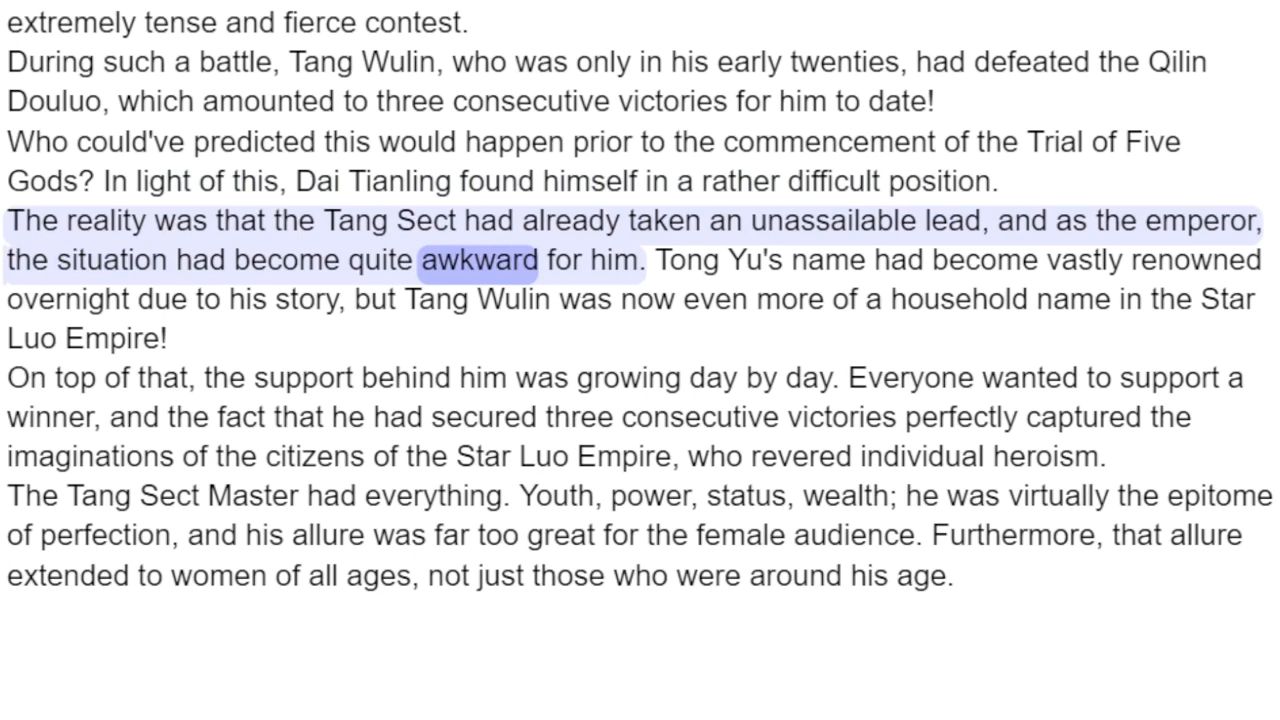 extremely tense and fierce contest.
During such a battle, Tang Wulin, who was only in his early twenties, had defeated the Qilin
Douluo, which amounted to three consecutive victories for him to date!
Who could've predicted this would happen prior to the commencement of the Trial of Five
Gods? In light of this, Dai Tianling found himself in a rather difficult position.
The reality was that the Tang Sect had already taken an unassailable lead, and as the emperor,
the situation had become quite awkward for him. Tong Yu's name had become vastly renowned
overnight due to his story, but Tang Wulin was now even more of a household name in the Star
Luo Empire!
On top of that, the support behind him was growing day by day. Everyone wanted to support a
winner, and the fact that he had secured three consecutive victories perfectly captured the
imaginations of the citizens of the Star Luo Empire, who revered individual heroism.
The Tang Sect Master had everything. Youth, power, status, wealth; he was virtually the epitome
of perfection, and his allure was far too great for the female audience. Furthermore, that allure
extended to women of all ages, not just those who were around his age.